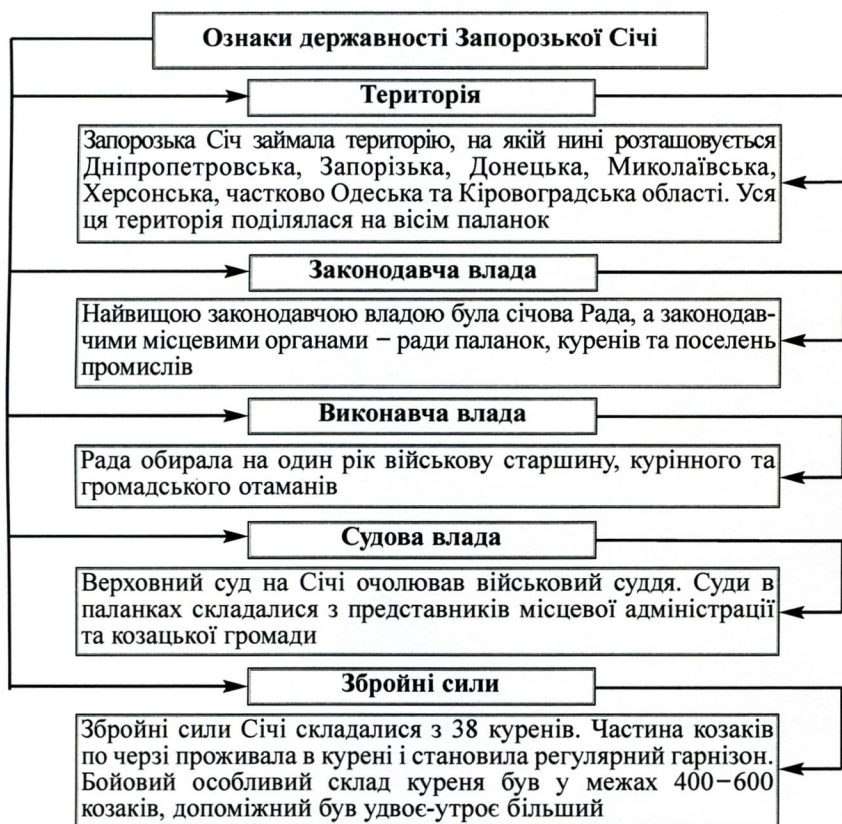 Ознаки державності Запорозької Січі
Територія
Запорозька Січ займала територію, на якій нині розташовується
Дніпропетровська, Запорізька, Донецька, Миколаївська,
Херсонська, частково Одеська та Кіровоградська області. Уся
ця територія поділялася на вісім паланок
Законодавча влада
Найвищою законодавчою владою була січова Рада, а законодав-
чими місцевими органами – ради паланок, куренів та поселень
промислів
Виконавча влада
Рада обирала на один рік військову старшину, курінного та
громадського отаманів
Судова влада
Верховний суд на Січі очолював військовий суддя. Суди в
паланках складалися з представників місцевої адміністрації
та козацької громади
Збройні сили
Збройні сили Січі складалися з 38 куренів. Частина козаків
по черзі проживала в курені і становила регулярний гарнізон.
Бойовий особливий склад куреня був у межах 400–600
козаків, допоміжний був удвоє-утроє більший